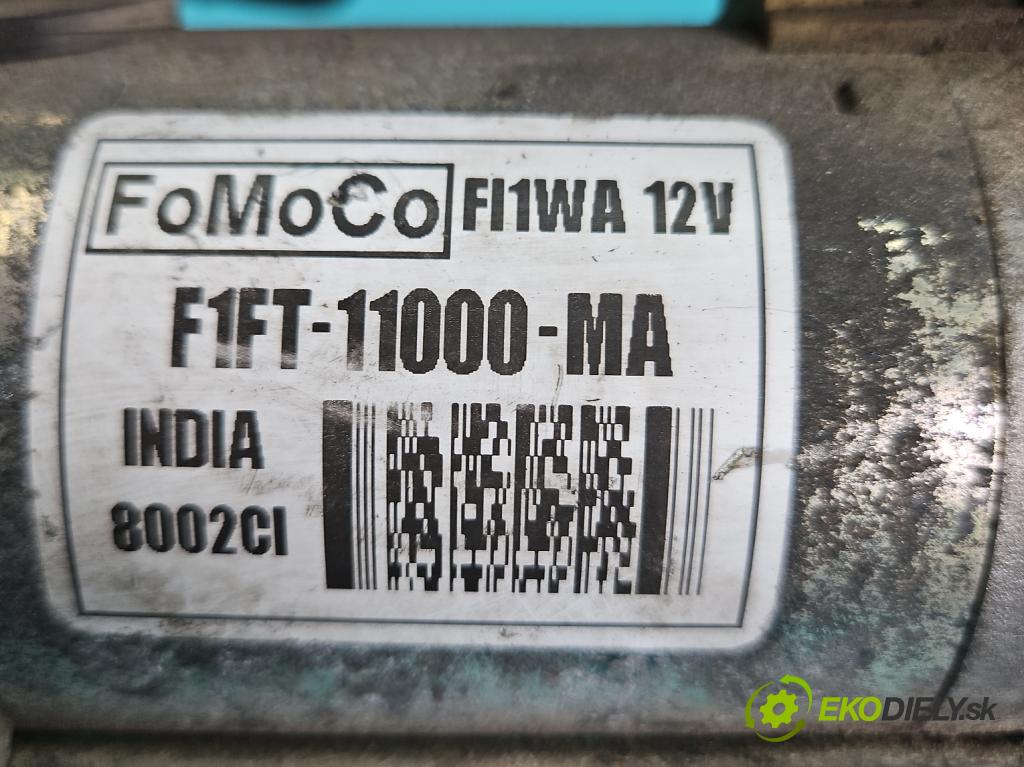 FoMoCo FI1WA 12V
F1FT-11000-MA
INDIA
8002CI
EKODIELY.sk